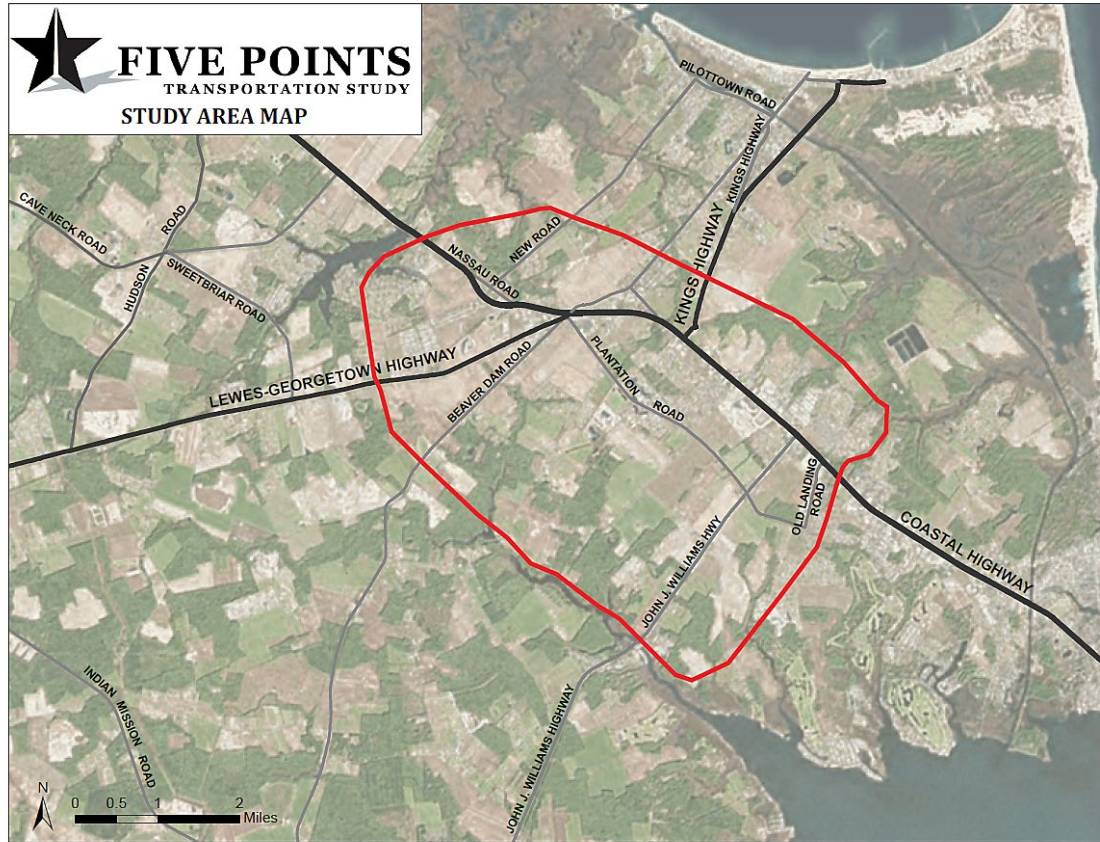 FIVE POINTS
TRANSPORTATION STUDY
STUDY AREA MAP
PILOTTOWN ROAD
KINGS HIGHWAY
CAVE NECK ROAD
HUDSON
ROAD
NEW ROAD
KINGS HIGHWAY
SWEETBRIAR ROAD
NASSAU ROAD
LEWES-GEORGETOWN HIGHWAY
BEAVER DAM ROAD
PLANTATION
ROAD
OLD LANDING
ROAD
COASTAL HIGHWAY
JOHN J. WILLIAMS HWY
INDIAN MISSION ROAD
JOHN J. WILLIAMS HIGHWAY
N
0 0.5 1 2
Miles